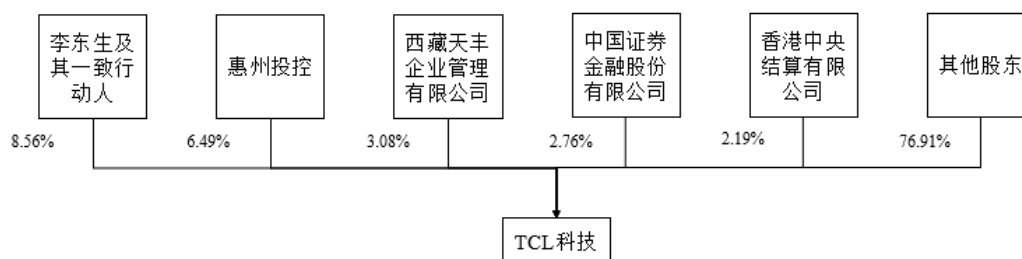 李东生及
其一致行
动人
惠州投控
西藏天丰
企业管理
有限公司
中国证券
金融股份
有限公司
香港中央
结算有限
公司
其他股东
8.56%
6.49%
3.08%
2.76%
2.19%
76.91%
TCL科技